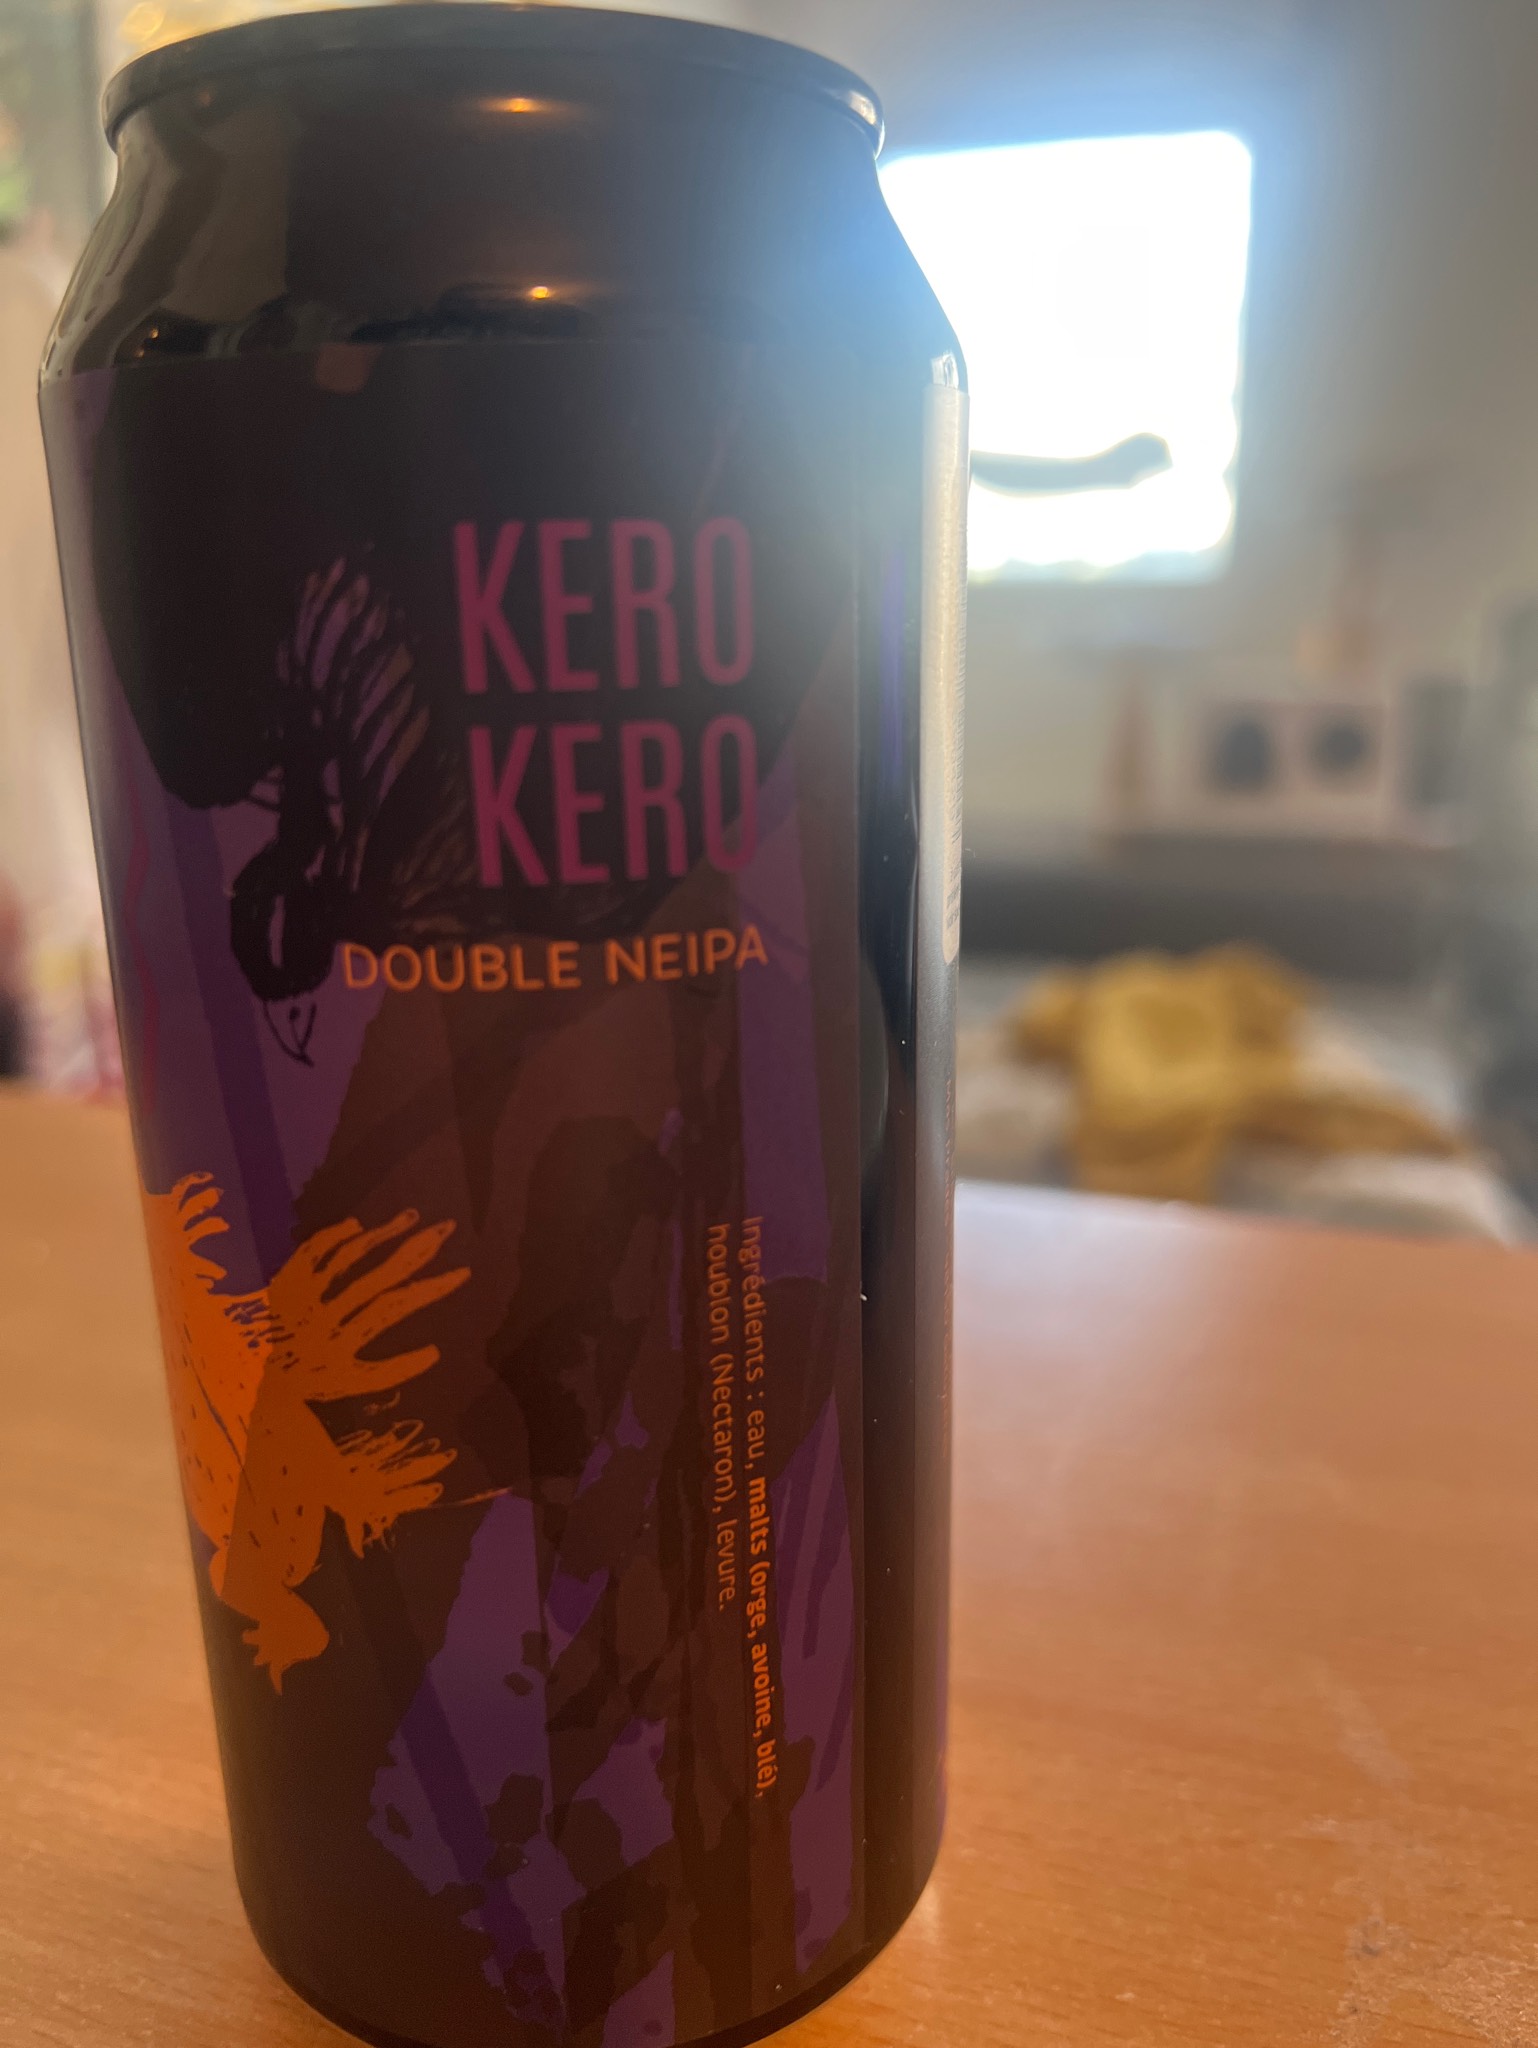 KERO
KERO
DOUBLE NEIPA
Ingrédients : eau, malts (orge, avoine, blé),
houblon (Nectaron), levure.